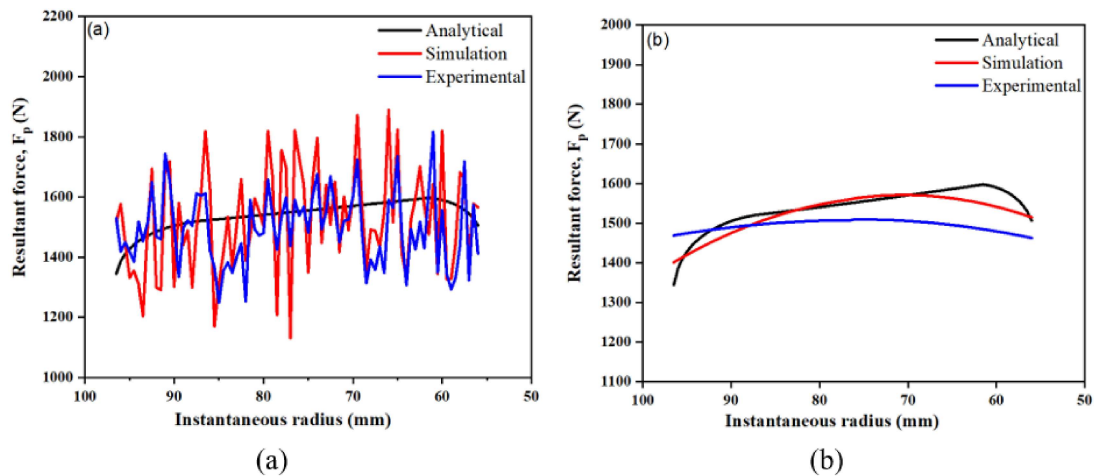 (a)
Analytical
Simulation
Experimental
2200
2000
1800
1600
1400
1200
1000
100
90
80
70
60
50
Resultant force, Fₚ (N)
Instantaneous radius (mm)
(a)
(b)
Analytical
Simulation
Experimental
2000
1900
1800
1700
1600
1500
1400
1300
1200
1100
100
90
80
70
60
50
Resultant force, Fₚ (N)
Instantaneous radius (mm)
(b)